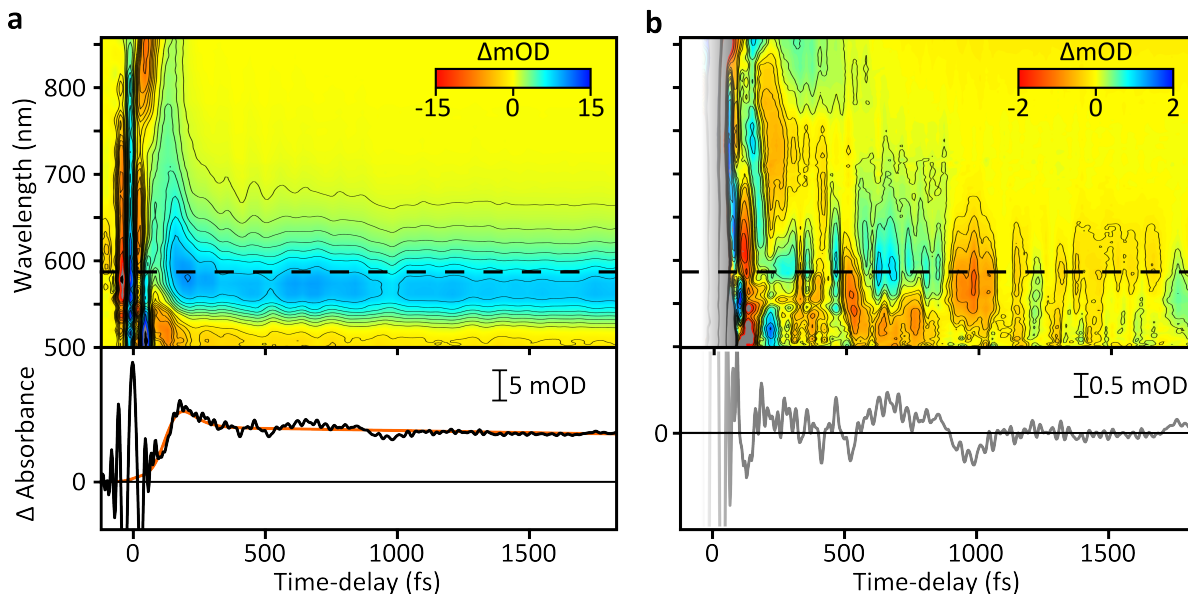 a
b
ΔmOD
-15 0 15
ΔmOD
-2 0 2
Wavelength (nm)
800
700
600
500
Δ Absorbance
5 mOD
0
0.5 mOD
0
0 500 1000 1500
Time-delay (fs)
0 500 1000 1500
Time-delay (fs)